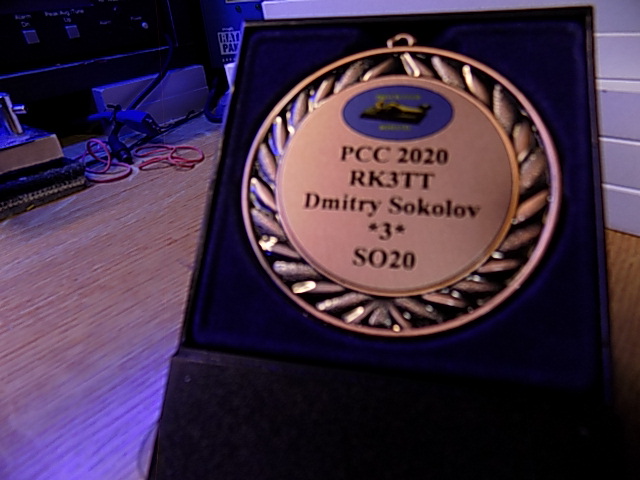 PCC 2020
RK3TT
Dmitry Sokolov
*3*
SO20